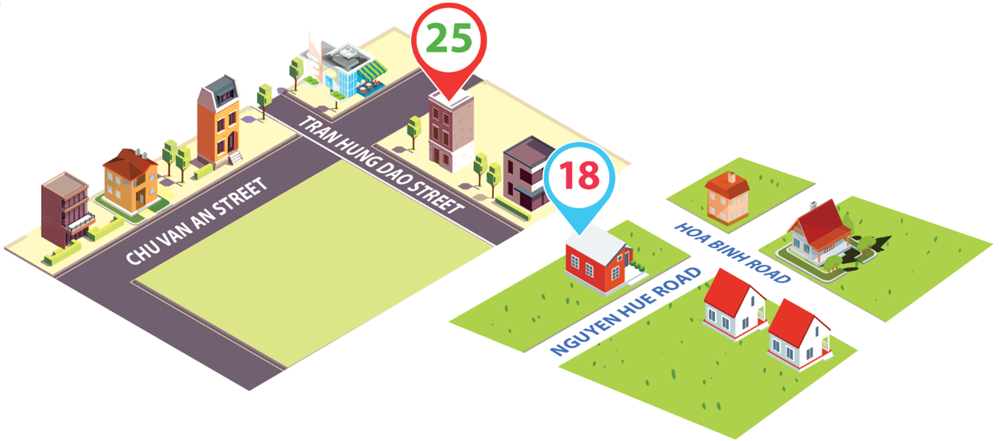 25
TRAN HUNG DAO STREET
CHU VAN AN STREET
18
HOA BINH ROAD
NGUYEN HUE ROAD